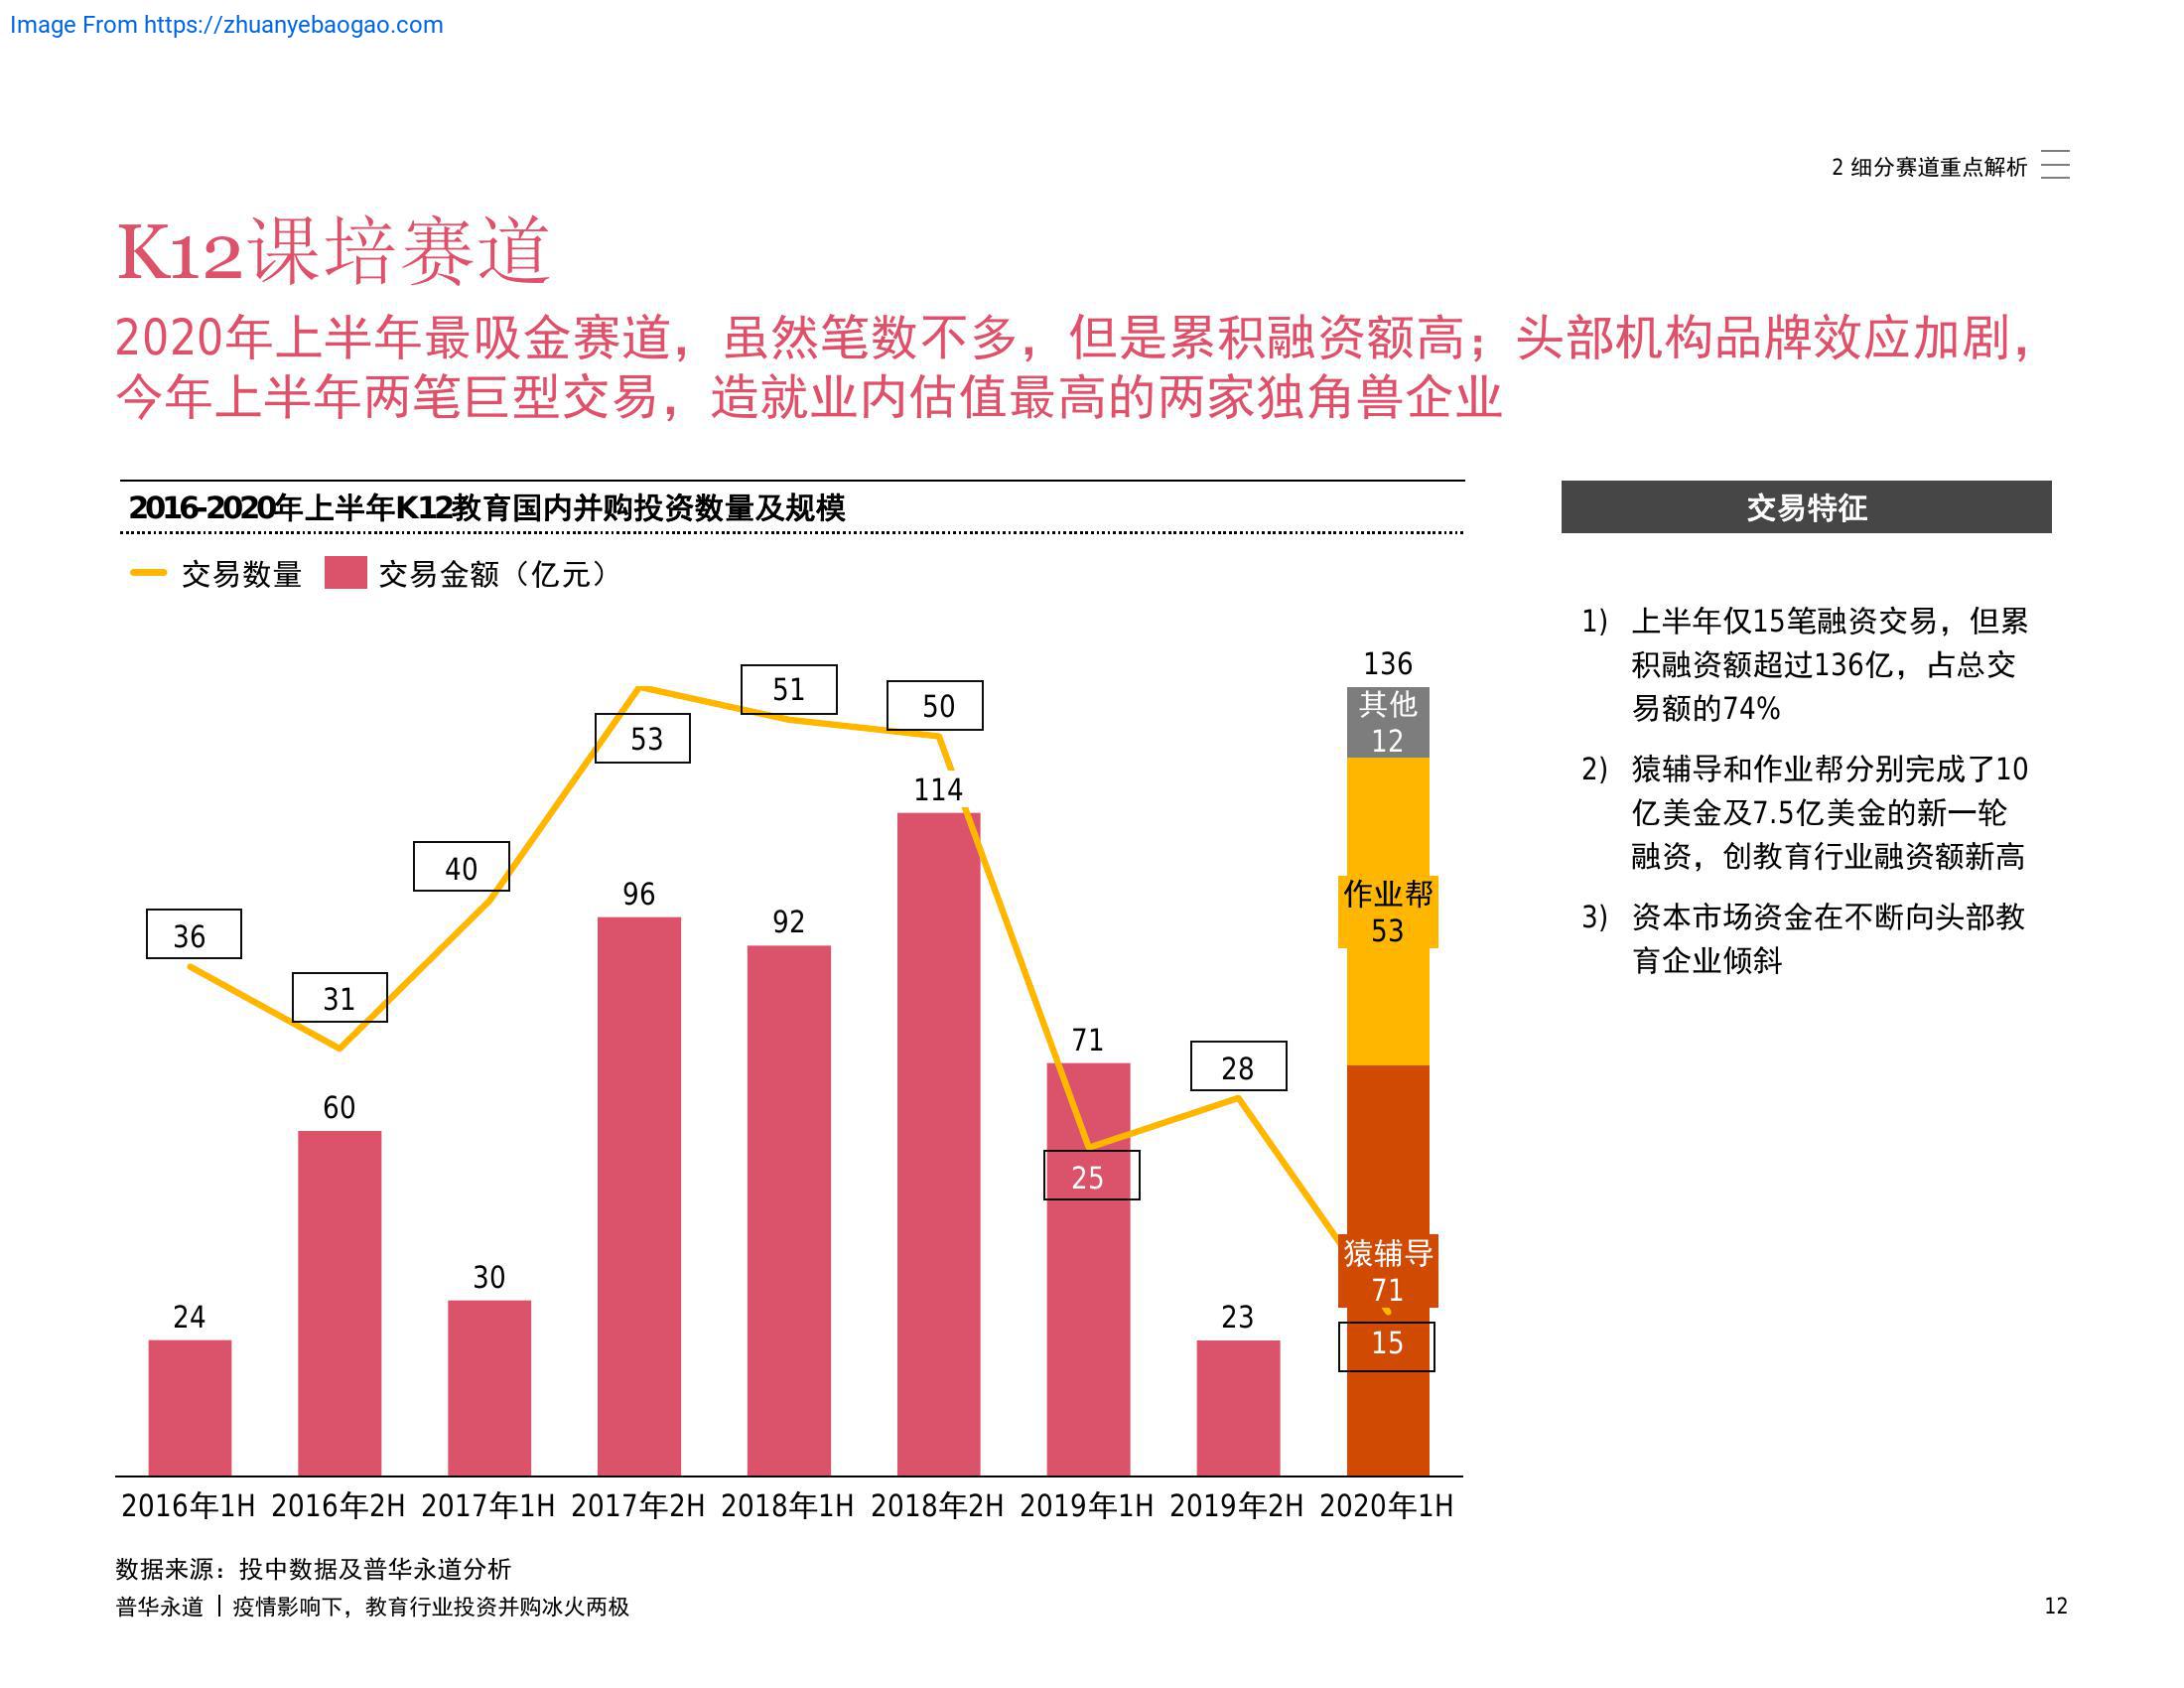 Image From https://zhuanyebaogao.com
2 细分赛道重点解析
K12课培赛道
2020年上半年最吸金赛道，虽然笔数不多，但是累积融资额高；头部机构品牌效应加剧，
今年上半年两笔巨型交易，造就业内估值最高的两家独角兽企业
2016-2020年上半年K12教育国内并购投资数量及规模
交易数量 交易金额（亿元）
136
其他
12
51
50
53
114
40
96
92
作业帮
53
36
31
71
28
60
25
猿辅导
71
30
24
23
15
2016年1H 2016年2H 2017年1H 2017年2H 2018年1H 2018年2H 2019年1H 2019年2H 2020年1H
交易特征
1) 上半年仅15笔融资交易，但累
积融资额超过136亿，占总交
易额的74%
2) 猿辅导和作业帮分别完成了10
亿美金及7.5亿美金的新一轮
融资，创教育行业融资额新高
3) 资本市场资金在不断向头部教
育企业倾斜
数据来源：投中数据及普华永道分析
普华永道 | 疫情影响下，教育行业投资并购冰火两极
12